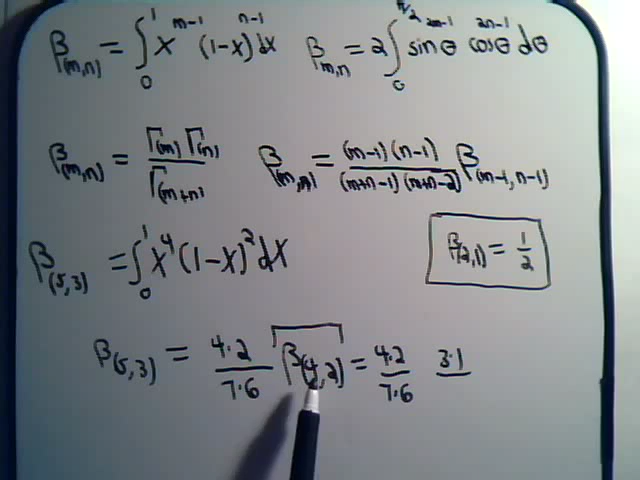 β(m,n) = ∫₀¹ x^(m-1) (1-x)^(n-1) dx   β m,n = 2 ∫₀^(π/2) sin^(2m-1) θ cos^(2n-1) θ dθ
β(m,n) = Γ(m) Γ(n) / Γ(m+n)   β(m,n) = (m-1)(n-1) / (m+n-1)(m+n-2) β(m-1, n-1)
β(5,3) = ∫₀¹ x⁴ (1-x)² dx   β(2,1) = 1/2
β(5,3) = 4·2 / 7·6 β(4,2) = 4·2 / 7·6 3·1